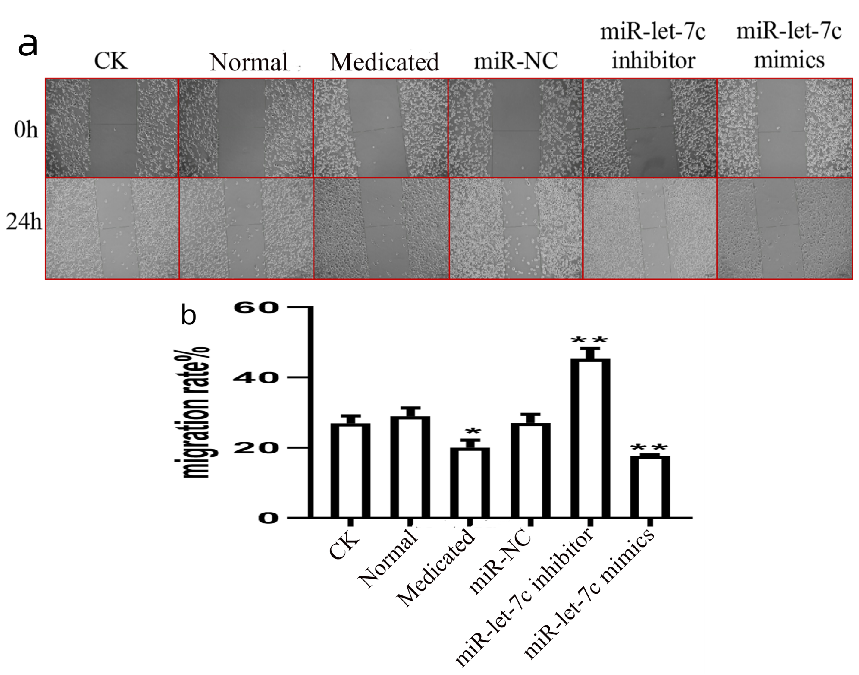 a
CK
Normal
Medicated
miR-NC
miR-let-7c
inhibitor
miR-let-7c
mimics
0h
24h
b
migration rate%
60
40
20
0
*
**
**
CK
Normal
Medicated
miR-NC
miR-let-7c inhibitor
miR-let-7c mimics